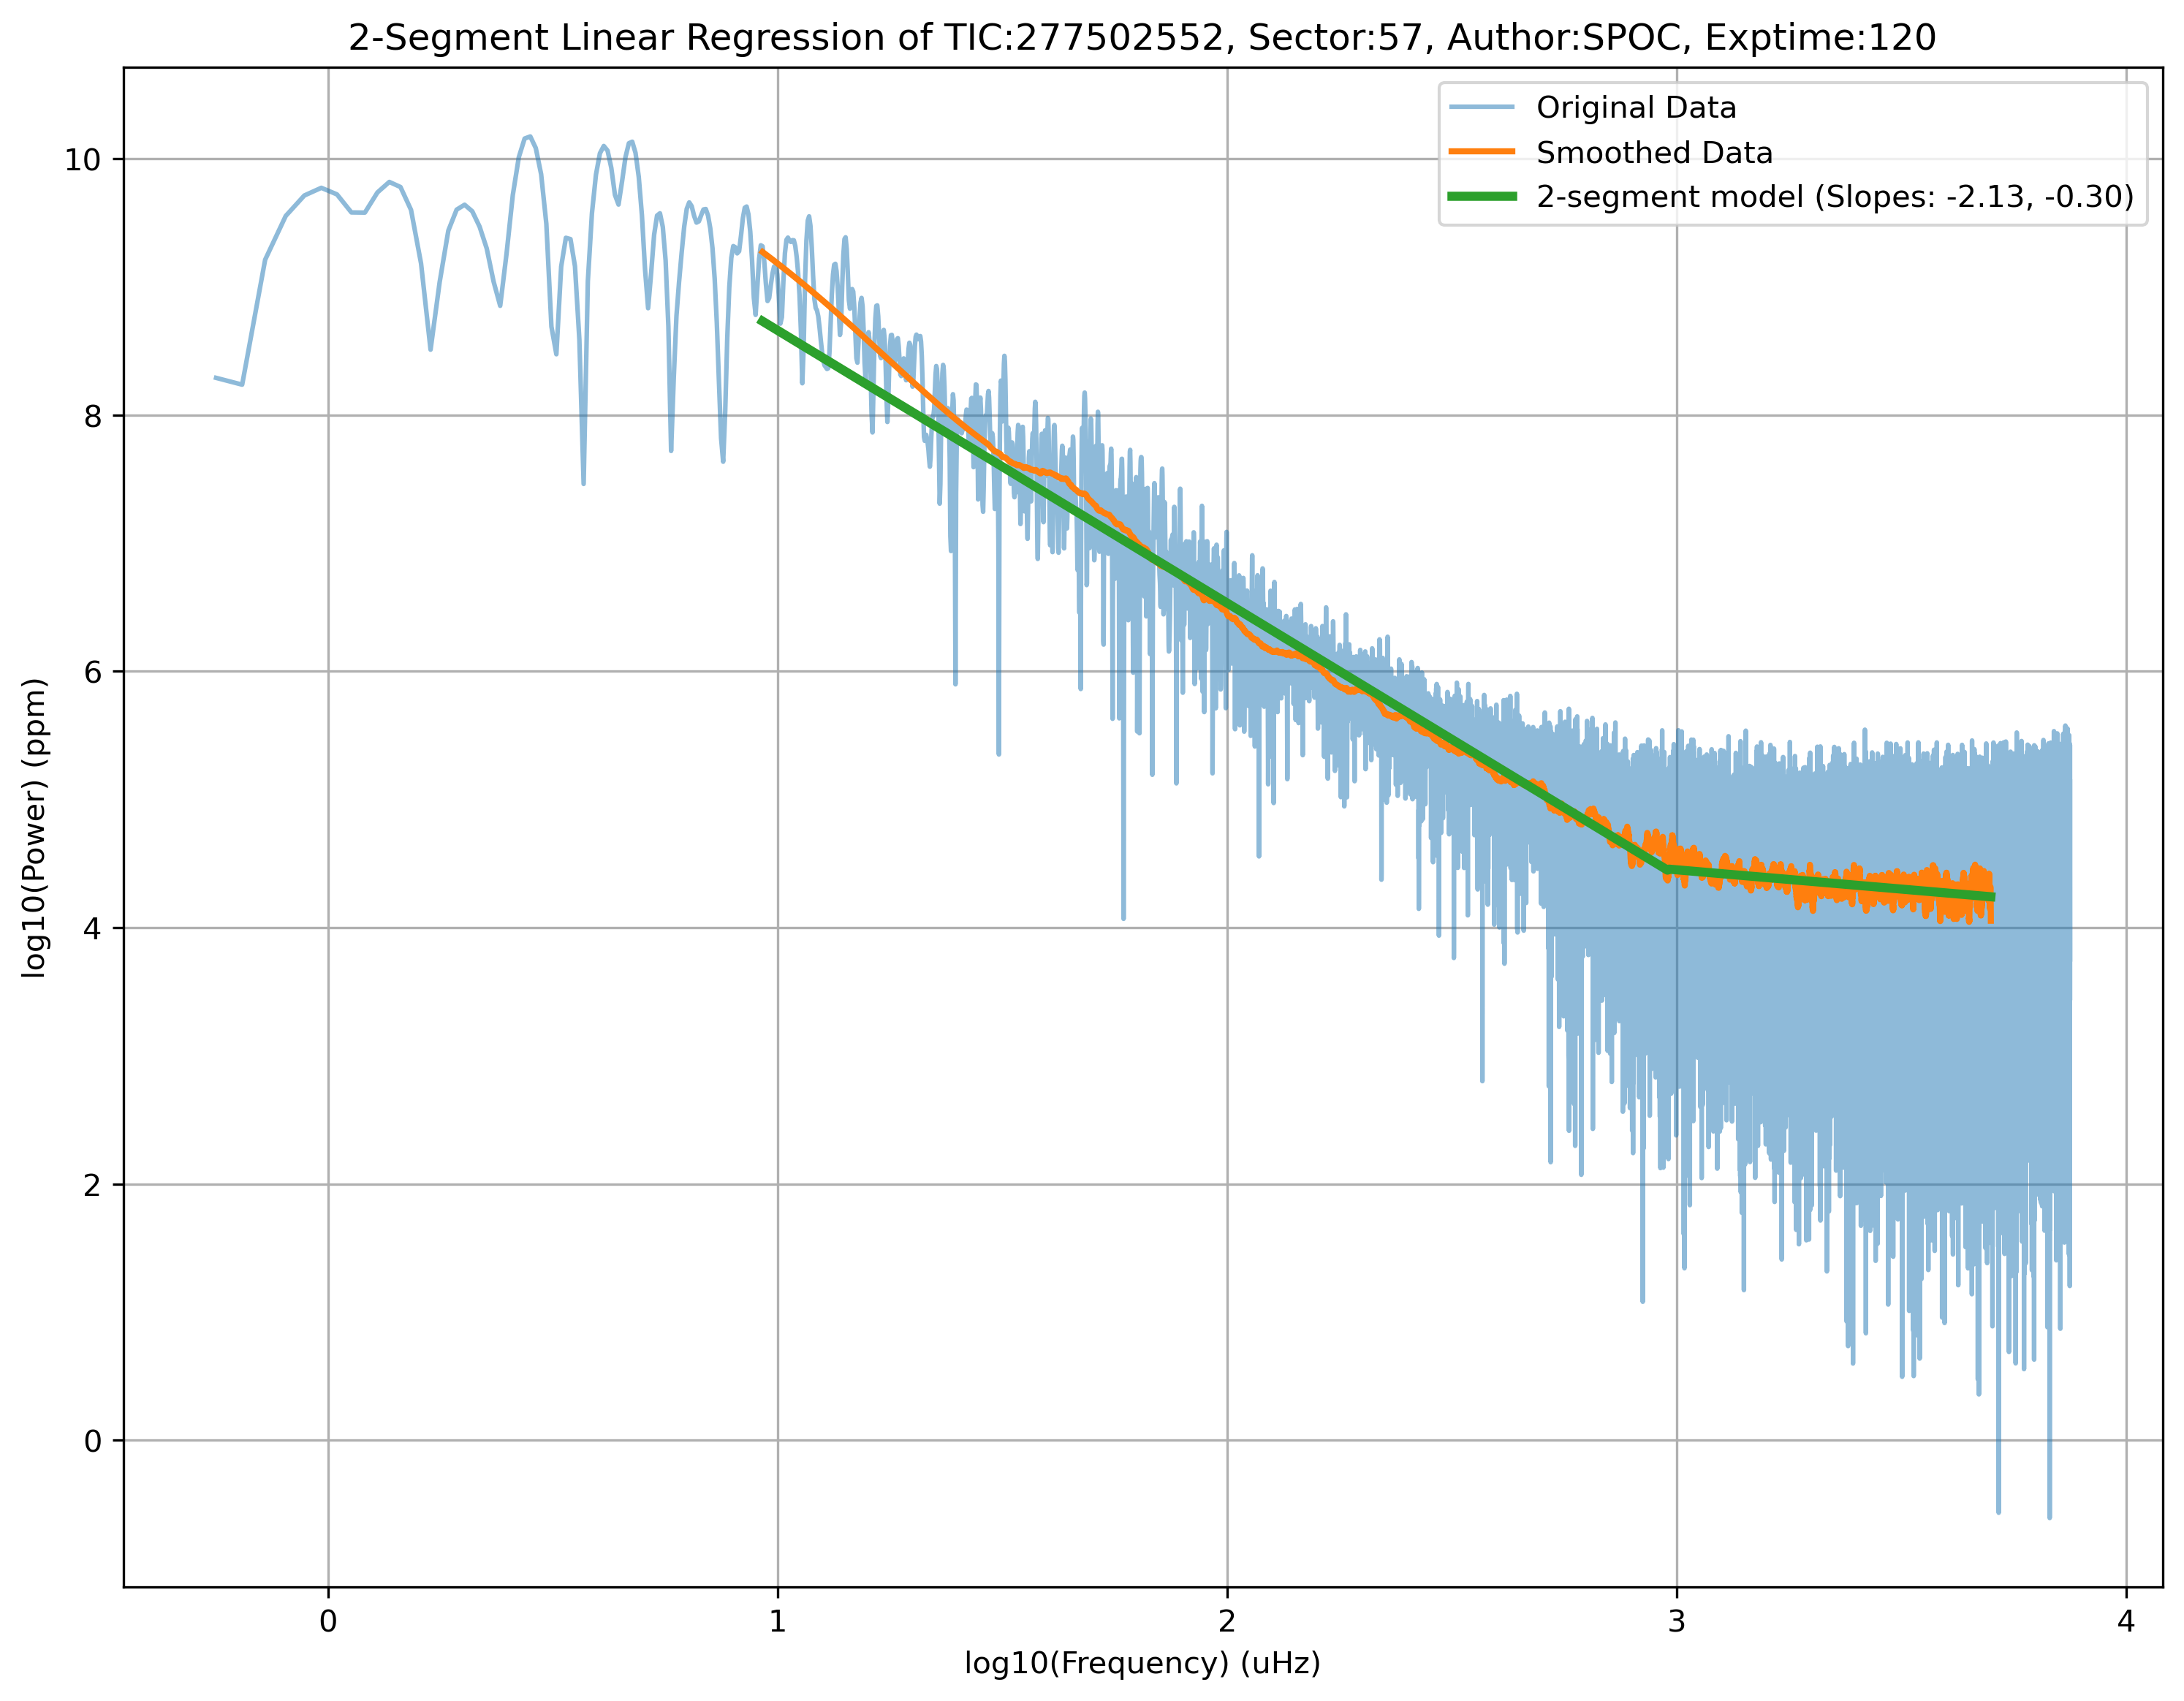 2-Segment Linear Regression of TIC:277502552, Sector:57, Author:SPOC, Exptime:120
Original Data
Smoothed Data
2-segment model (Slopes: -2.13, -0.30)
log10(Power) (ppm)
10
8
6
4
2
0
0 1 2 3 4
log10(Frequency) (uHz)